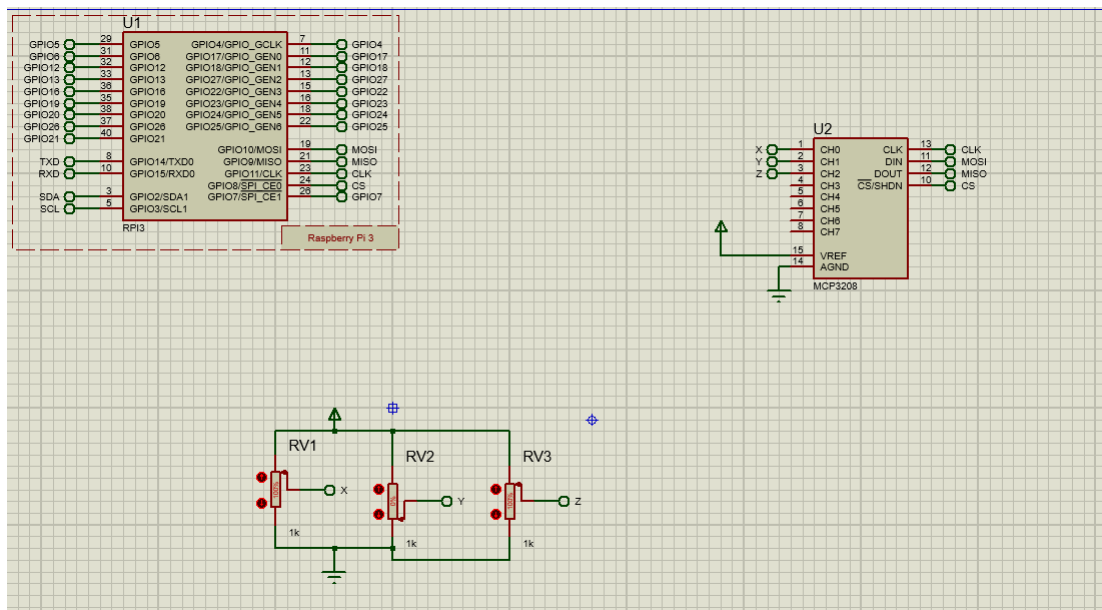 U1
GPIO5 29 GPIO5 GPIO4/GPIO_GCLK 7 GPIO4
GPIO6 31 GPIO6 GPIO17/GPIO_GEN0 11 GPIO17
GPIO12 32 GPIO12 GPIO18/GPIO_GEN1 12 GPIO18
GPIO13 33 GPIO13 GPIO27/GPIO_GEN2 13 GPIO27
GPIO16 36 GPIO16 GPIO22/GPIO_GEN3 15 GPIO22
GPIO19 35 GPIO19 GPIO23/GPIO_GEN4 16 GPIO23
GPIO20 38 GPIO20 GPIO24/GPIO_GEN5 18 GPIO24
GPIO26 37 GPIO26 GPIO25/GPIO_GEN6 22 GPIO25
GPIO21 40 GPIO21
GPIO10/MOSI 19 MOSI
TXD 8 GPIO14/TXD0 GPIO9/MISO 21 MISO
RXD 10 GPIO15/RXD0 GPIO11/CLK 23 CLK
GPIO8/SPI_CE0 24 CS
SDA 3 GPIO2/SDA1 GPIO7/SPI_CE1 26 GPIO7
SCL 5 GPIO3/SCL1
RPI3
Raspberry Pi 3
U2
X 1 CH0 CLK 13 CLK
Y 2 CH1 DIN 11 MOSI
Z 3 CH2 DOUT 12 MISO
4 CH3 CS/SHDN 10 CS
5 CH4
6 CH5
7 CH6
8 CH7
15 VREF
14 AGND
MCP3208
RV1
RV2
RV3
100%
X
0%
Y
100%
Z
1k
1k
1k